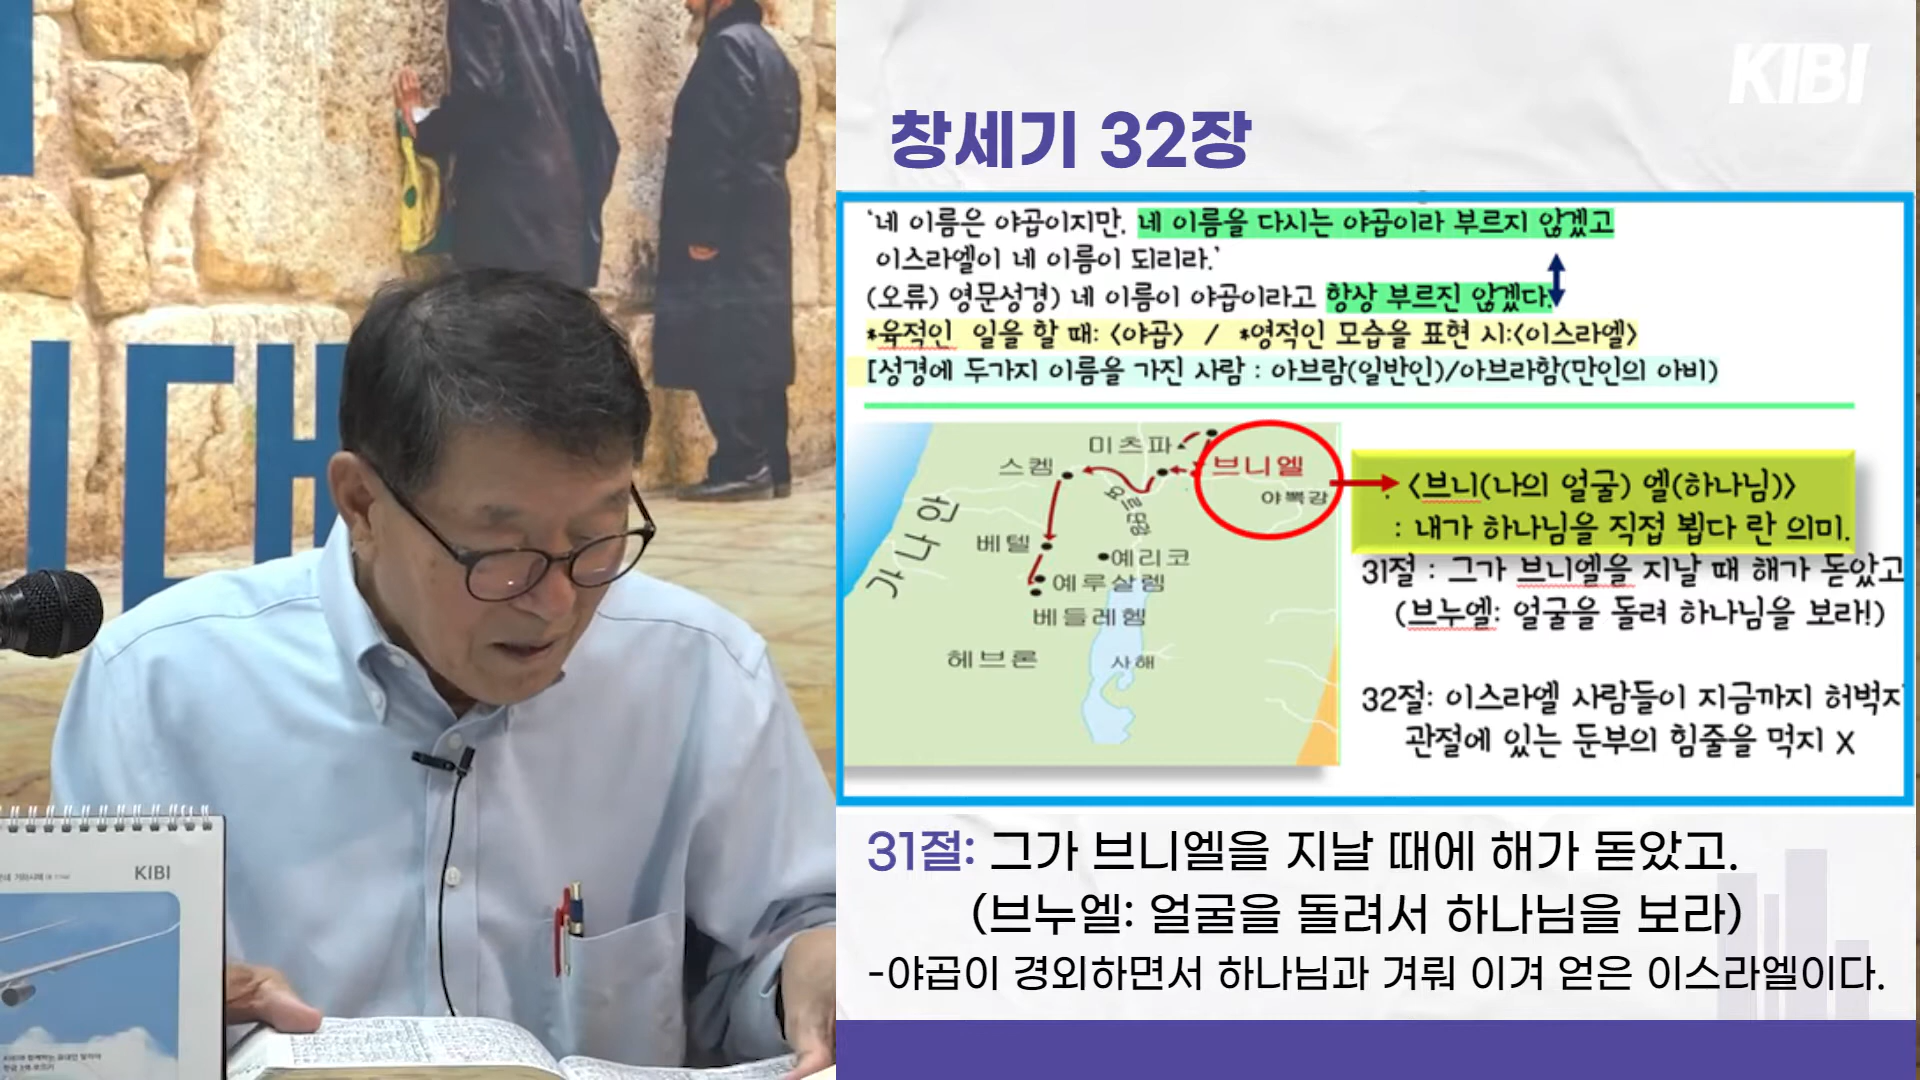 KIBI
창세기 32장
'네 이름은 야곱이지만, 네 이름을 다시는 야곱이라 부르지 않겠고
이스라엘이 네 이름이 되리라.'
(오류) 영문성경) 네 이름이 야곱이라고 항상 부르진 않겠다.
*육적인 일을 할 때: <야곱> / *영적인 모습을 표현 시:<이스라엘>
[성경에 두가지 이름을 가진 사람 : 아브람(일반인)/아브라함(만인의 아비)
미츠파
브니엘
스켐
야뽁강
요르단강
가나안
베텔
예리코
예루살렘
베들레헴
헤브론
사해
<브니(나의 얼굴) 엘(하나님)>
: 내가 하나님을 직접 뵙다 란 의미.
31절 : 그가 브니엘을 지날 때 해가 돋았고
(브누엘: 얼굴을 돌려 하나님을 보라!)
32절: 이스라엘 사람들이 지금까지 허벅지
관절에 있는 둔부의 힘줄을 먹지 X
31절: 그가 브니엘을 지날 때에 해가 돋았고.
(브누엘: 얼굴을 돌려서 하나님을 보라)
-야곱이 경외하면서 하나님과 겨뤄 이겨 얻은 이스라엘이다.
대
KIBI